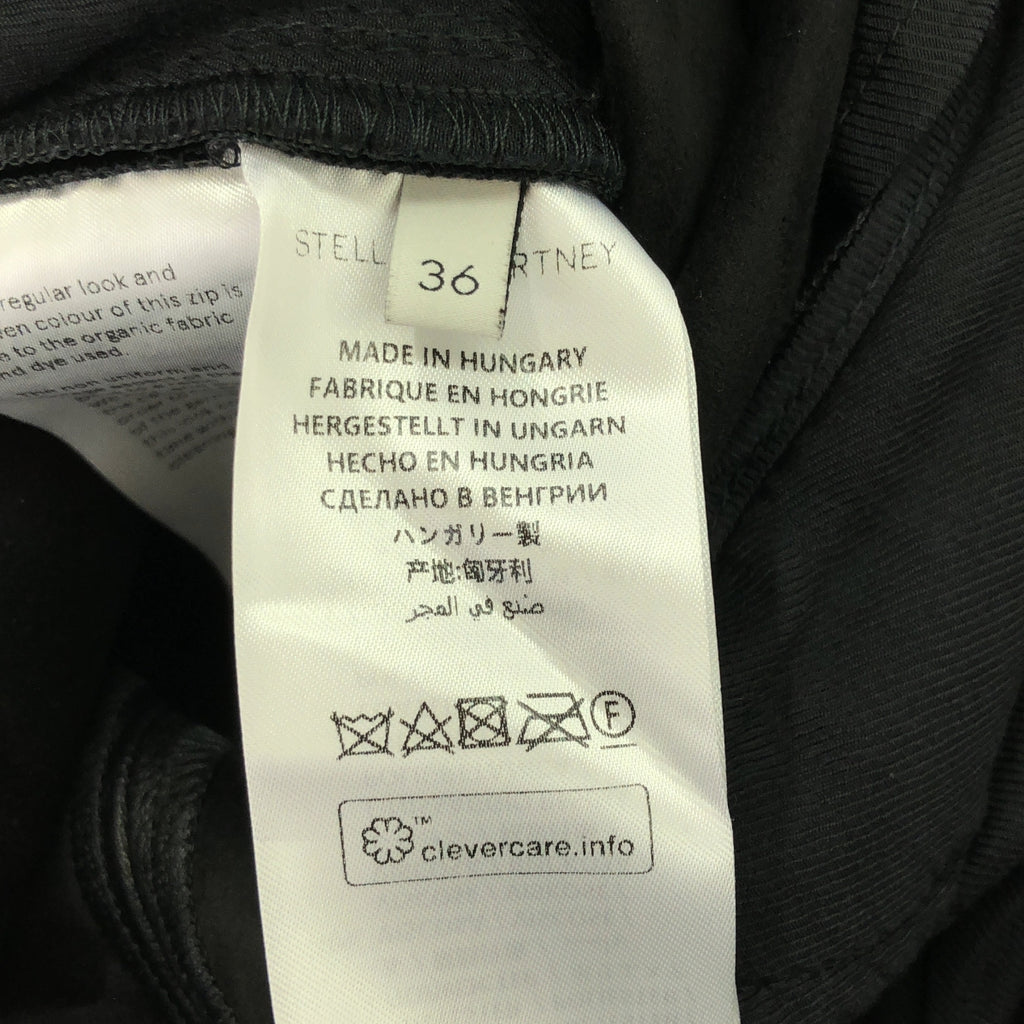 STELL RTNEY
36
regular look and
en colour of this zip is
to the organic fabric
nd dye used.
MADE IN HUNGARY
FABRIQUE EN HONGRIE
HERGESTELLT IN UNGARN
HECHO EN HUNGRIA
СДЕЛАНО В ВЕНГРИИ
ハンガリー製
产地:匈牙利
صنع في المجر
F
™
clevercare.info